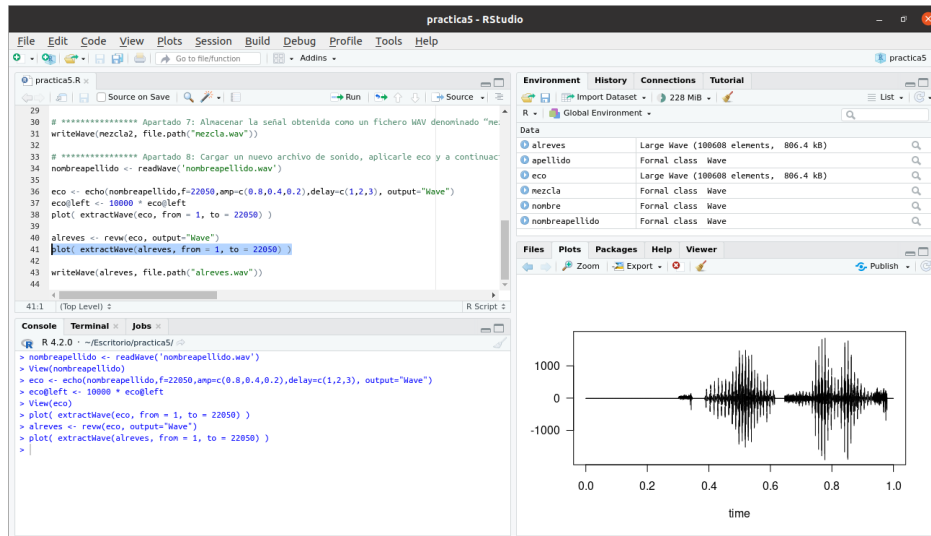 practica5 - RStudio
File Edit Code View Plots Session Build Debug Profile Tools Help
Go to file/function Addins practica5
practica5.R
Source on Save Run Source
29
30 # **************** Apartado 7: Almacenar la señal obtenida como un fichero WAV denominado "me
31 writeWave(mezcla2, file.path("mezcla.wav"))
32
33 # **************** Apartado 8: Cargar un nuevo archivo de sonido, aplicarle eco y a continuac
34 nombreapellido <- readWave('nombreapellido.wav')
35
36 eco <- echo(nombreapellido,f=22050,amp=c(0.8,0.4,0.2),delay=c(1,2,3), output="Wave")
37 eco@left <- 10000 * eco@left
38 plot( extractWave(eco, from = 1, to = 22050) )
39
40 alreves <- revw(eco, output="Wave")
41 plot( extractWave(alreves, from = 1, to = 22050) )
42
43 writeWave(alreves, file.path("alreves.wav"))
44
41:1 (Top Level) R Script
Console Terminal Jobs
R 4.2.0 · ~/Escritorio/practica5/
> nombreapellido <- readWave('nombreapellido.wav')
> View(nombreapellido)
> eco <- echo(nombreapellido,f=22050,amp=c(0.8,0.4,0.2),delay=c(1,2,3), output="Wave")
> eco@left <- 10000 * eco@left
> View(eco)
> plot( extractWave(eco, from = 1, to = 22050) )
> alreves <- revw(eco, output="Wave")
> plot( extractWave(alreves, from = 1, to = 22050) )
>
Environment History Connections Tutorial
Import Dataset 228 MiB List
R Global Environment
Data
alreves Large Wave (100608 elements, 806.4 kB)
apellido Formal class Wave
eco Large Wave (100608 elements, 806.4 kB)
mezcla Formal class Wave
nombre Formal class Wave
nombreapellido Formal class Wave
Files Plots Packages Help Viewer
Zoom Export Publish
1000
0
-1000
0.0 0.2 0.4 0.6 0.8 1.0
time